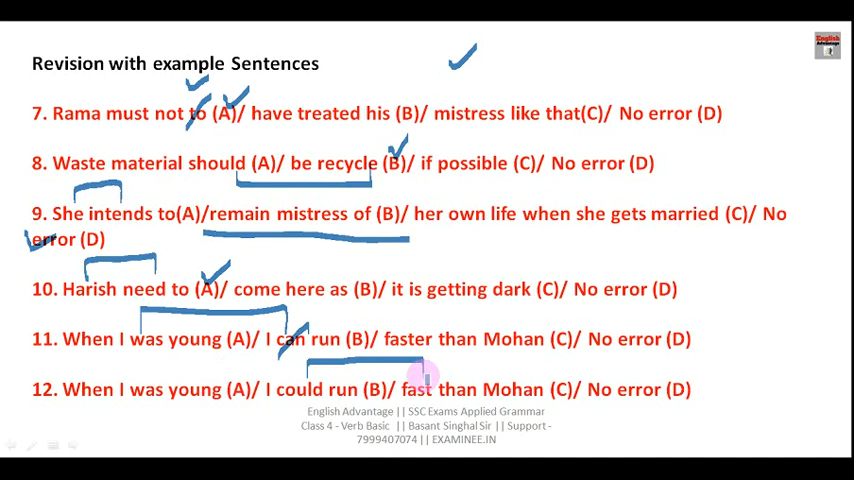 English
Advantage
Revision with example Sentences
7. Rama must not to (A)/ have treated his (B)/ mistress like that(C)/ No error (D)
8. Waste material should (A)/ be recycle (B)/ if possible (C)/ No error (D)
9. She intends to(A)/remain mistress of (B)/ her own life when she gets married (C)/ No
error (D)
10. Harish need to (A)/ come here as (B)/ it is getting dark (C)/ No error (D)
11. When I was young (A)/ I can run (B)/ faster than Mohan (C)/ No error (D)
12. When I was young (A)/ I could run (B)/ fast than Mohan (C)/ No error (D)
English Advantage || SSC Exams Applied Grammar
Class 4 - Verb Basic || Basant Singhal Sir || Support -
7999407074 || EXAMINEE.IN